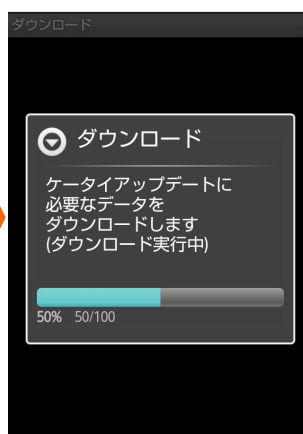 ダウンロード
ダウンロード
ケータイアップデートに
必要なデータを
ダウンロードします
(ダウンロード実行中)
50% 50/100